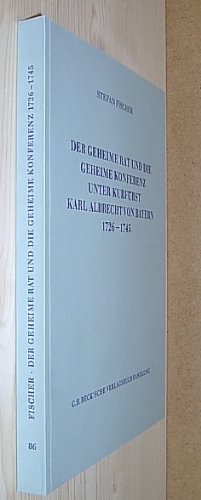 STEFAN FISCHER
DER GEHEIME RAT UND DIE
GEHEIME KONFERENZ
UNTER KURFÜRST
KARL ALBRECHT VON BAYERN
1726–1745
C.H.BECK'SCHE VERLAGSBUCHHANDLUNG
FISCHER · DER GEHEIME RAT UND DIE GEHEIME KONFERENZ 1726–1745
86